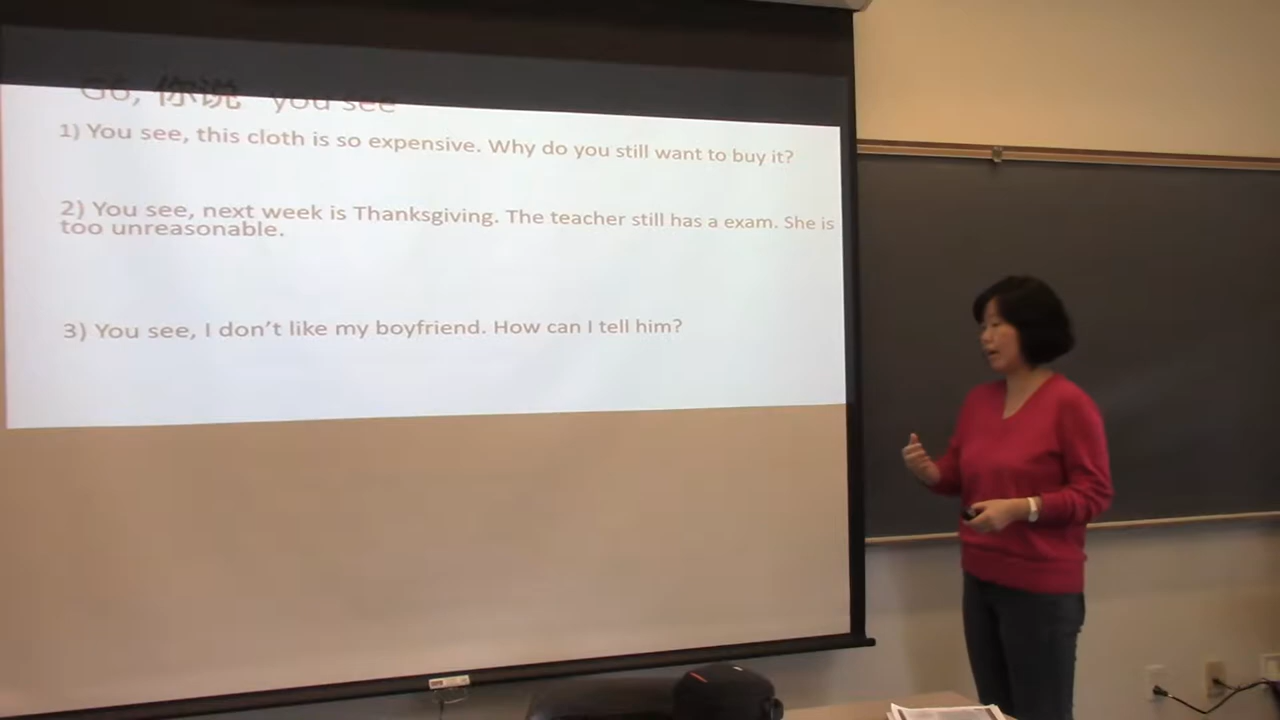 G6, 你说 you see
1) You see, this cloth is so expensive. Why do you still want to buy it?
2) You see, next week is Thanksgiving. The teacher still has a exam. She is
too unreasonable.
3) You see, I don't like my boyfriend. How can I tell him?